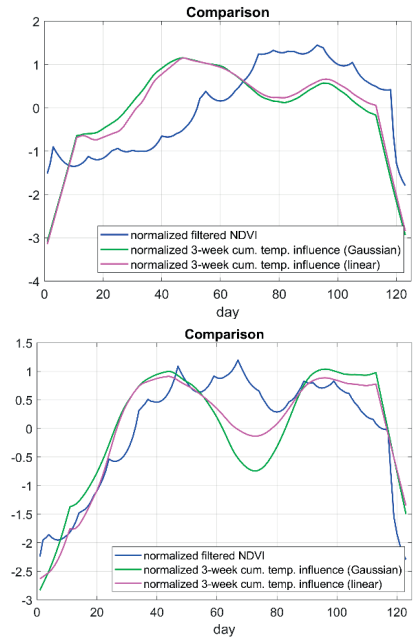 Comparison
2
1
0
-1
-2
-3
-4
normalized filtered NDVI
normalized 3-week cum. temp. influence (Gaussian)
normalized 3-week cum. temp. influence (linear)
0 20 40 60 80 100 120
day
Comparison
1.5
1
0.5
0
-0.5
-1
-1.5
-2
-2.5
-3
normalized filtered NDVI
normalized 3-week cum. temp. influence (Gaussian)
normalized 3-week cum. temp. influence (linear)
0 20 40 60 80 100 120
day